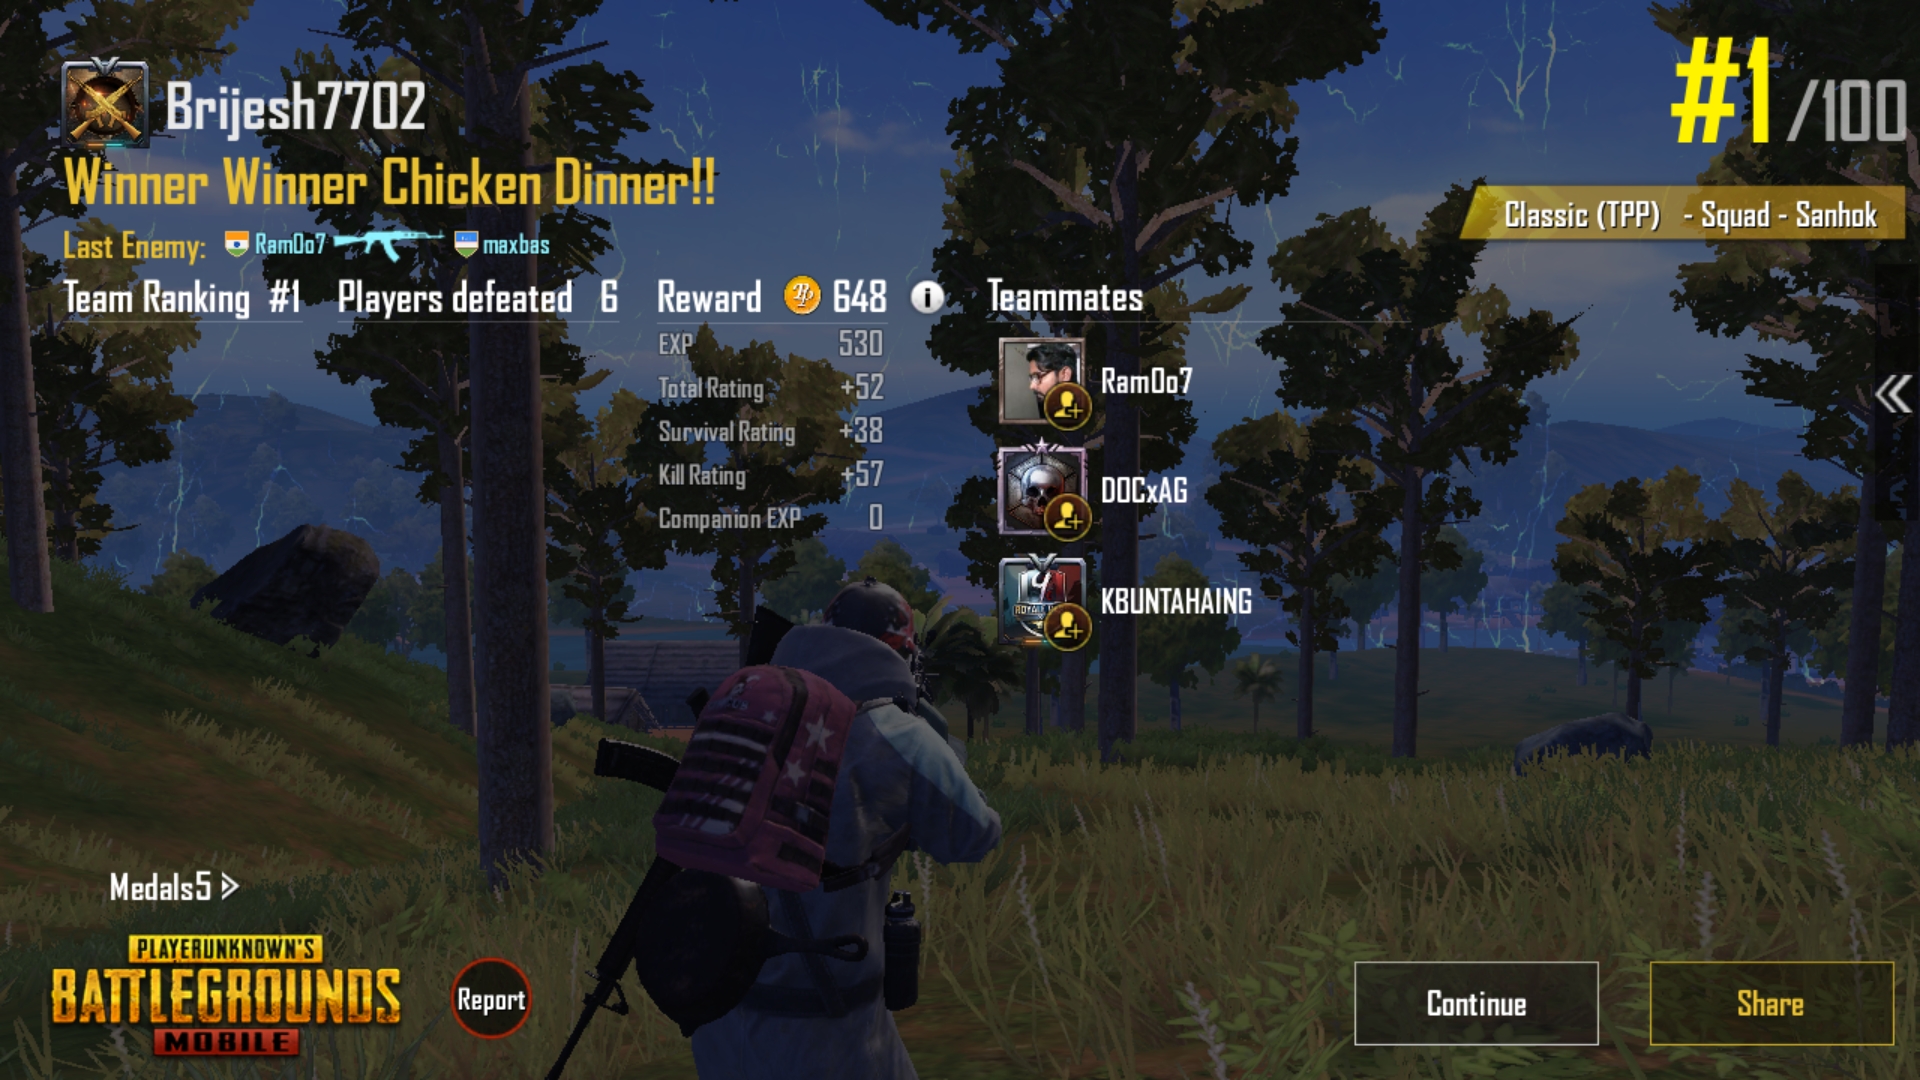 Brijesh7702
#1/100
Winner Winner Chicken Dinner!!
Classic (TPP) - Squad - Sanhok
Last Enemy: Ram0o7 maxbas
Team Ranking #1 Players defeated 6 Reward 648 i Teammates
EXP 530
Total Rating +52
Survival Rating +38
Kill Rating +57
Companion EXP 0
Ram0o7
DOCxAG
KBUNTAHAING
Medals5 >
PLAYERUNKNOWN'S
BATTLEGROUNDS
MOBILE
Report
Continue
Share